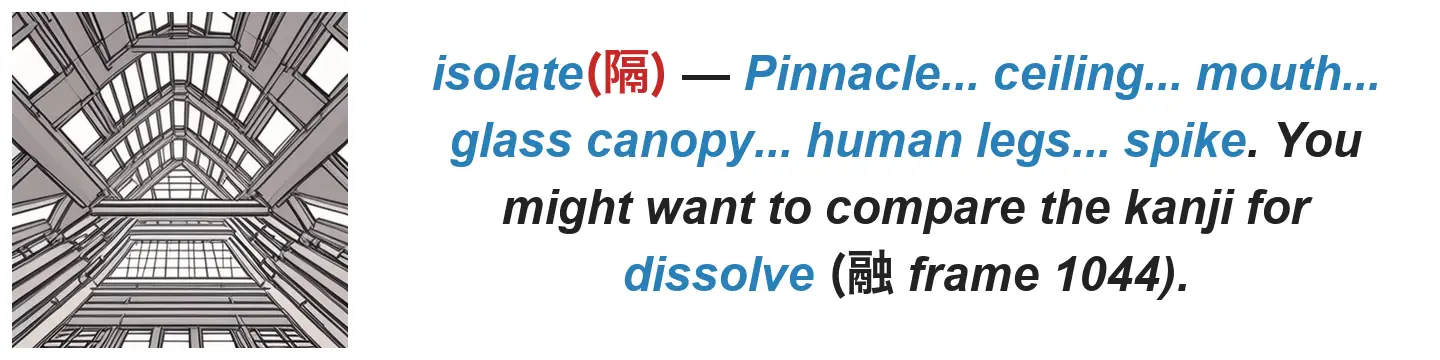 isolate(隔) — Pinnacle... ceiling... mouth...
glass canopy... human legs... spike. You
might want to compare the kanji for
dissolve (融 frame 1044).